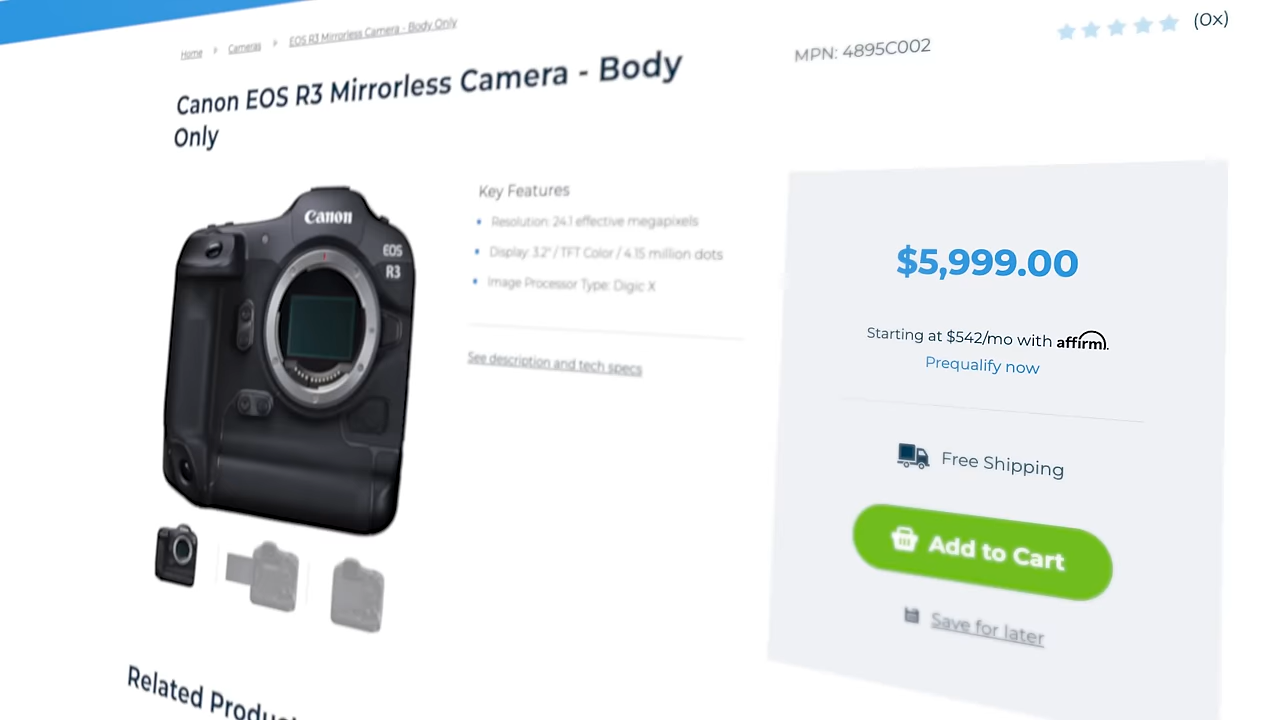 Home
Cameras
EOS R3 Mirrorless Camera - Body Only
(0x)
MPN: 4895C002
Canon EOS R3 Mirrorless Camera - Body
Only
Canon
EOS
R3
Key Features
Resolution: 24.1 effective megapixels
Display: 3.2" / TFT Color / 4.15 million dots
Image Processor Type: Digic X
See description and tech specs
$5,999.00
Starting at $542/mo with affirm.
Prequalify now
Free Shipping
Add to Cart
Save for later
Related Produc